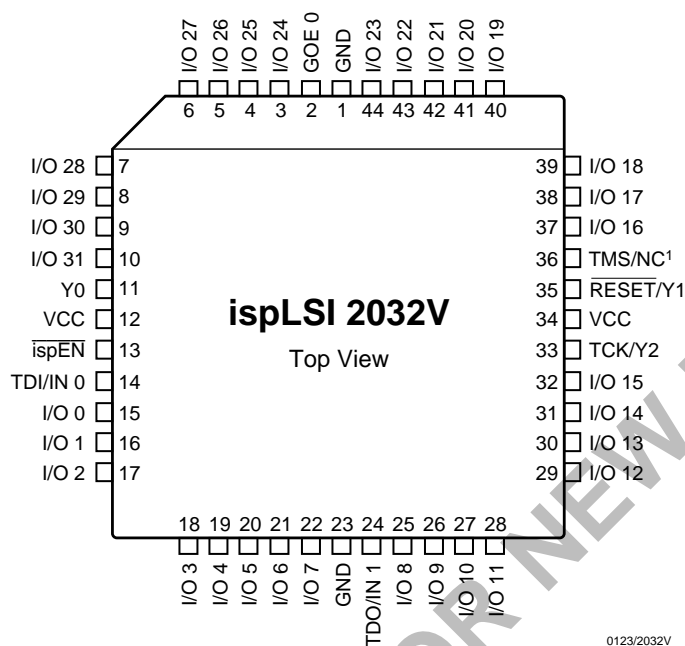 I/O 27
I/O 26
I/O 25
I/O 24
GOE 0
GND
I/O 23
I/O 22
I/O 21
I/O 20
I/O 19
6 5 4 3 2 1 44 43 42 41 40
I/O 28 7
I/O 29 8
I/O 30 9
I/O 31 10
Y0 11
VCC 12
ispEN 13
TDI/IN 0 14
I/O 0 15
I/O 1 16
I/O 2 17
ispLSI 2032V
Top View
39 I/O 18
38 I/O 17
37 I/O 16
36 TMS/NC¹
35 RESET/Y1
34 VCC
33 TCK/Y2
32 I/O 15
31 I/O 14
30 I/O 13
29 I/O 12
18 19 20 21 22 23 24 25 26 27 28
I/O 3
I/O 4
I/O 5
I/O 6
I/O 7
GND
TDO/IN 1
I/O 8
I/O 9
I/O 10
I/O 11
OR NEW
0123/2032V